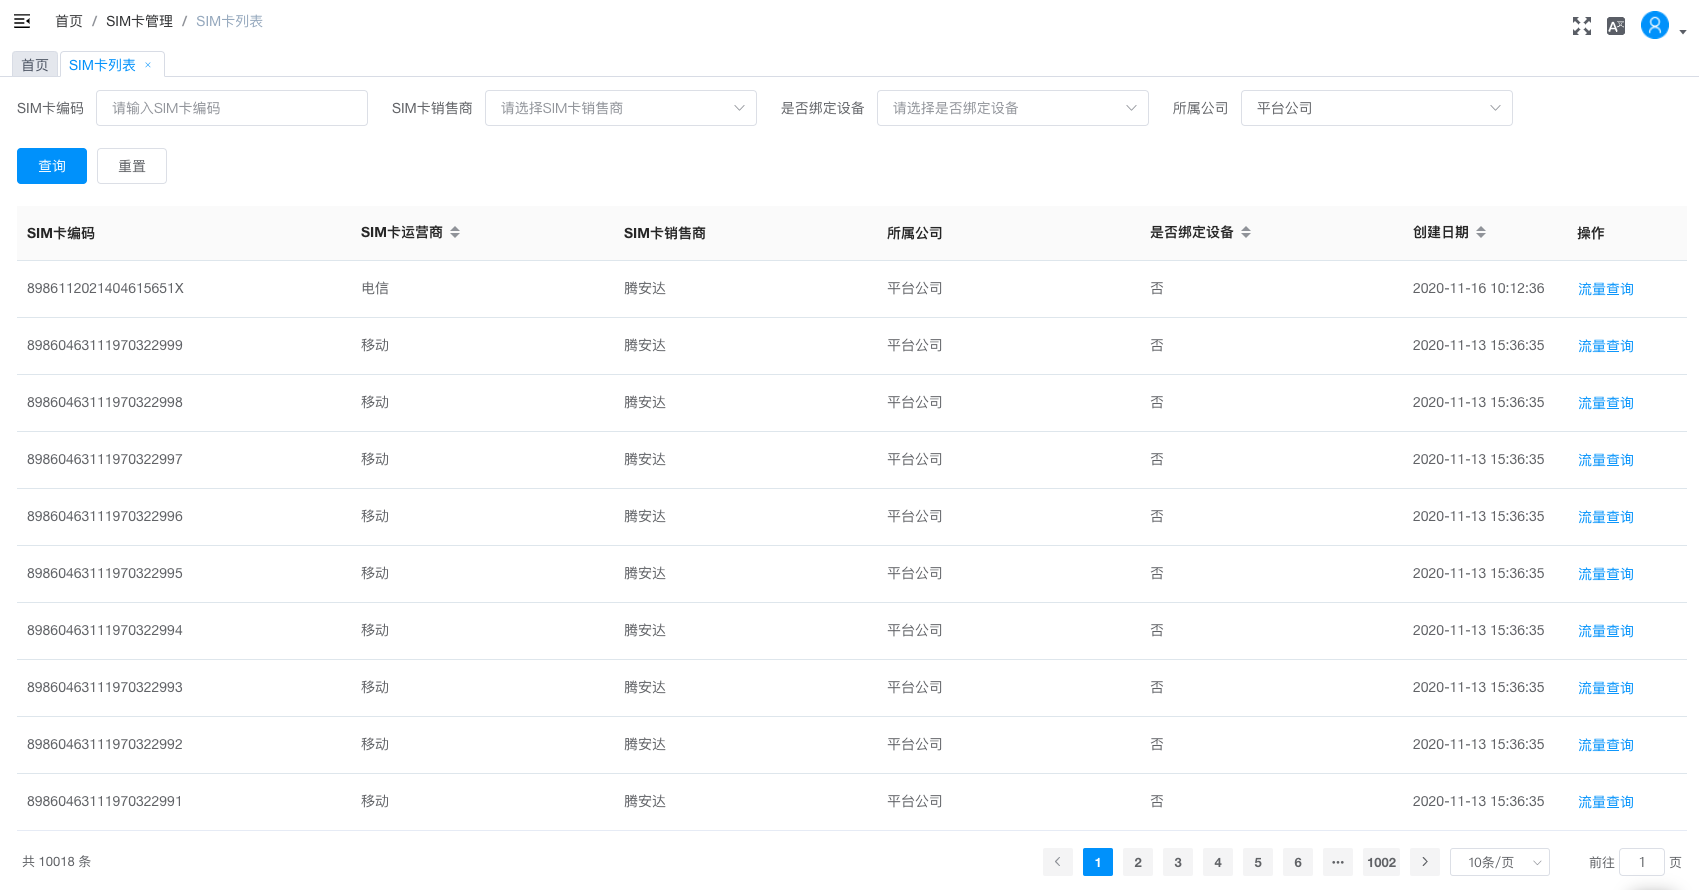 首页 / SIM卡管理 / SIM卡列表
首页 SIM卡列表 ×
SIM卡编码 请输入SIM卡编码 SIM卡销售商 请选择SIM卡销售商 是否绑定设备 请选择是否绑定设备 所属公司 平台公司
查询 重置
SIM卡编码 SIM卡运营商 SIM卡销售商 所属公司 是否绑定设备 创建日期 操作
8986112021404615651X 电信 腾安达 平台公司 否 2020-11-16 10:12:36 流量查询
89860463111970322999 移动 腾安达 平台公司 否 2020-11-13 15:36:35 流量查询
89860463111970322998 移动 腾安达 平台公司 否 2020-11-13 15:36:35 流量查询
89860463111970322997 移动 腾安达 平台公司 否 2020-11-13 15:36:35 流量查询
89860463111970322996 移动 腾安达 平台公司 否 2020-11-13 15:36:35 流量查询
89860463111970322995 移动 腾安达 平台公司 否 2020-11-13 15:36:35 流量查询
89860463111970322994 移动 腾安达 平台公司 否 2020-11-13 15:36:35 流量查询
89860463111970322993 移动 腾安达 平台公司 否 2020-11-13 15:36:35 流量查询
89860463111970322992 移动 腾安达 平台公司 否 2020-11-13 15:36:35 流量查询
89860463111970322991 移动 腾安达 平台公司 否 2020-11-13 15:36:35 流量查询
共 10018 条 1 2 3 4 5 6 ••• 1002 10条/页 前往 1 页